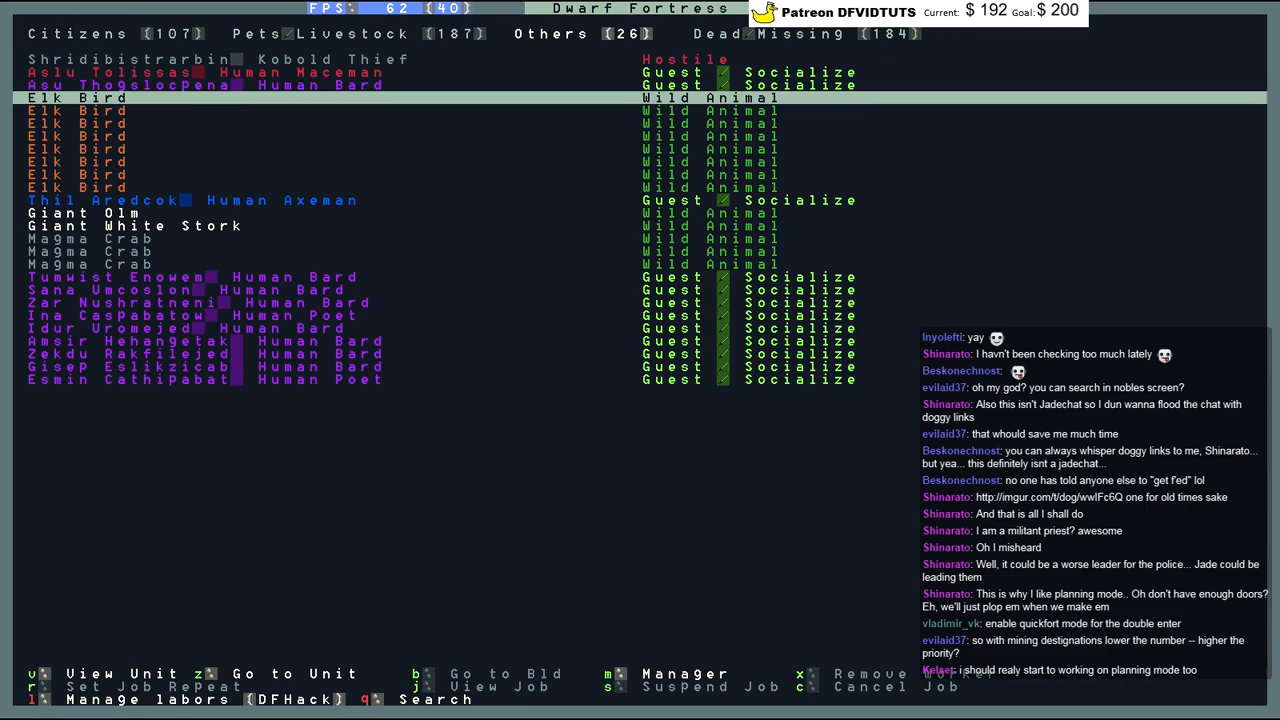 FPS: 62 (40)
Dwarf Fortress
Patreon DFVIDTUTS Current: $ 192 Goal: $ 200
Citizens (107) Pets/Livestock (187) Others (26) Dead/Missing (184)
Shridibistrarbin, Kobold Thief Hostile
Aslu Tolissas, Human Maceman Guest / Socialize
Asu Thogslocpena, Human Bard Guest / Socialize
Elk Bird Wild Animal
Elk Bird Wild Animal
Elk Bird Wild Animal
Elk Bird Wild Animal
Elk Bird Wild Animal
Elk Bird Wild Animal
Elk Bird Wild Animal
Elk Bird Wild Animal
Thil Aredcok, Human Axeman Guest / Socialize
Giant Olm Wild Animal
Giant White Stork Wild Animal
Magma Crab Wild Animal
Magma Crab Wild Animal
Magma Crab Wild Animal
Tumwist Enowem, Human Bard Guest / Socialize
Sana Umcoslon, Human Bard Guest / Socialize
Zar Nushratneni, Human Bard Guest / Socialize
Ina Caspabatow, Human Poet Guest / Socialize
Idur Uromejed, Human Bard Guest / Socialize
Amsir Hehangetak, Human Bard Guest / Socialize
Zekdu Rakfilejed, Human Bard Guest / Socialize
Gisep Eslikzicab, Human Bard Guest / Socialize
Esmin Cathipabat, Human Poet Guest / Socialize
Inyolefti: yay
Shinarato: I havn't been checking too much lately
Beskonechnost:
evilaid37: oh my god? you can search in nobles screen?
Shinarato: Also this isn't Jadechat so I dun wanna flood the chat with
doggy links
evilaid37: that whould save me much time
Beskonechnost: you can always whisper doggy links to me, Shinarato...
but yea... this definitely isnt a jadechat...
Beskonechnost: no one has told anyone else to "get f'ed" lol
Shinarato: http://imgur.com/t/dog/wwIFc6Q one for old times sake
Shinarato: And that is all I shall do
Shinarato: I am a militant priest? awesome
Shinarato: Oh I misheard
Shinarato: Well, it could be a worse leader for the police... Jade could be
leading them
Shinarato: This is why I like planning mode.. Oh don't have enough doors?
Eh, we'll just plop em when we make em
vladimir_vk: enable quickfort mode for the double enter
evilaid37: so with mining destignations lower the number -- higher the
priority?
Kelset: i should realy start to working on planning mode too
v: View Unit z: Go to Unit b: Go to Bld m: Manager x: Remove Worker
r: Set Job Repeat j: View Job s: Suspend Job c: Cancel Job
l: Manage labors (DFHack) q: Search